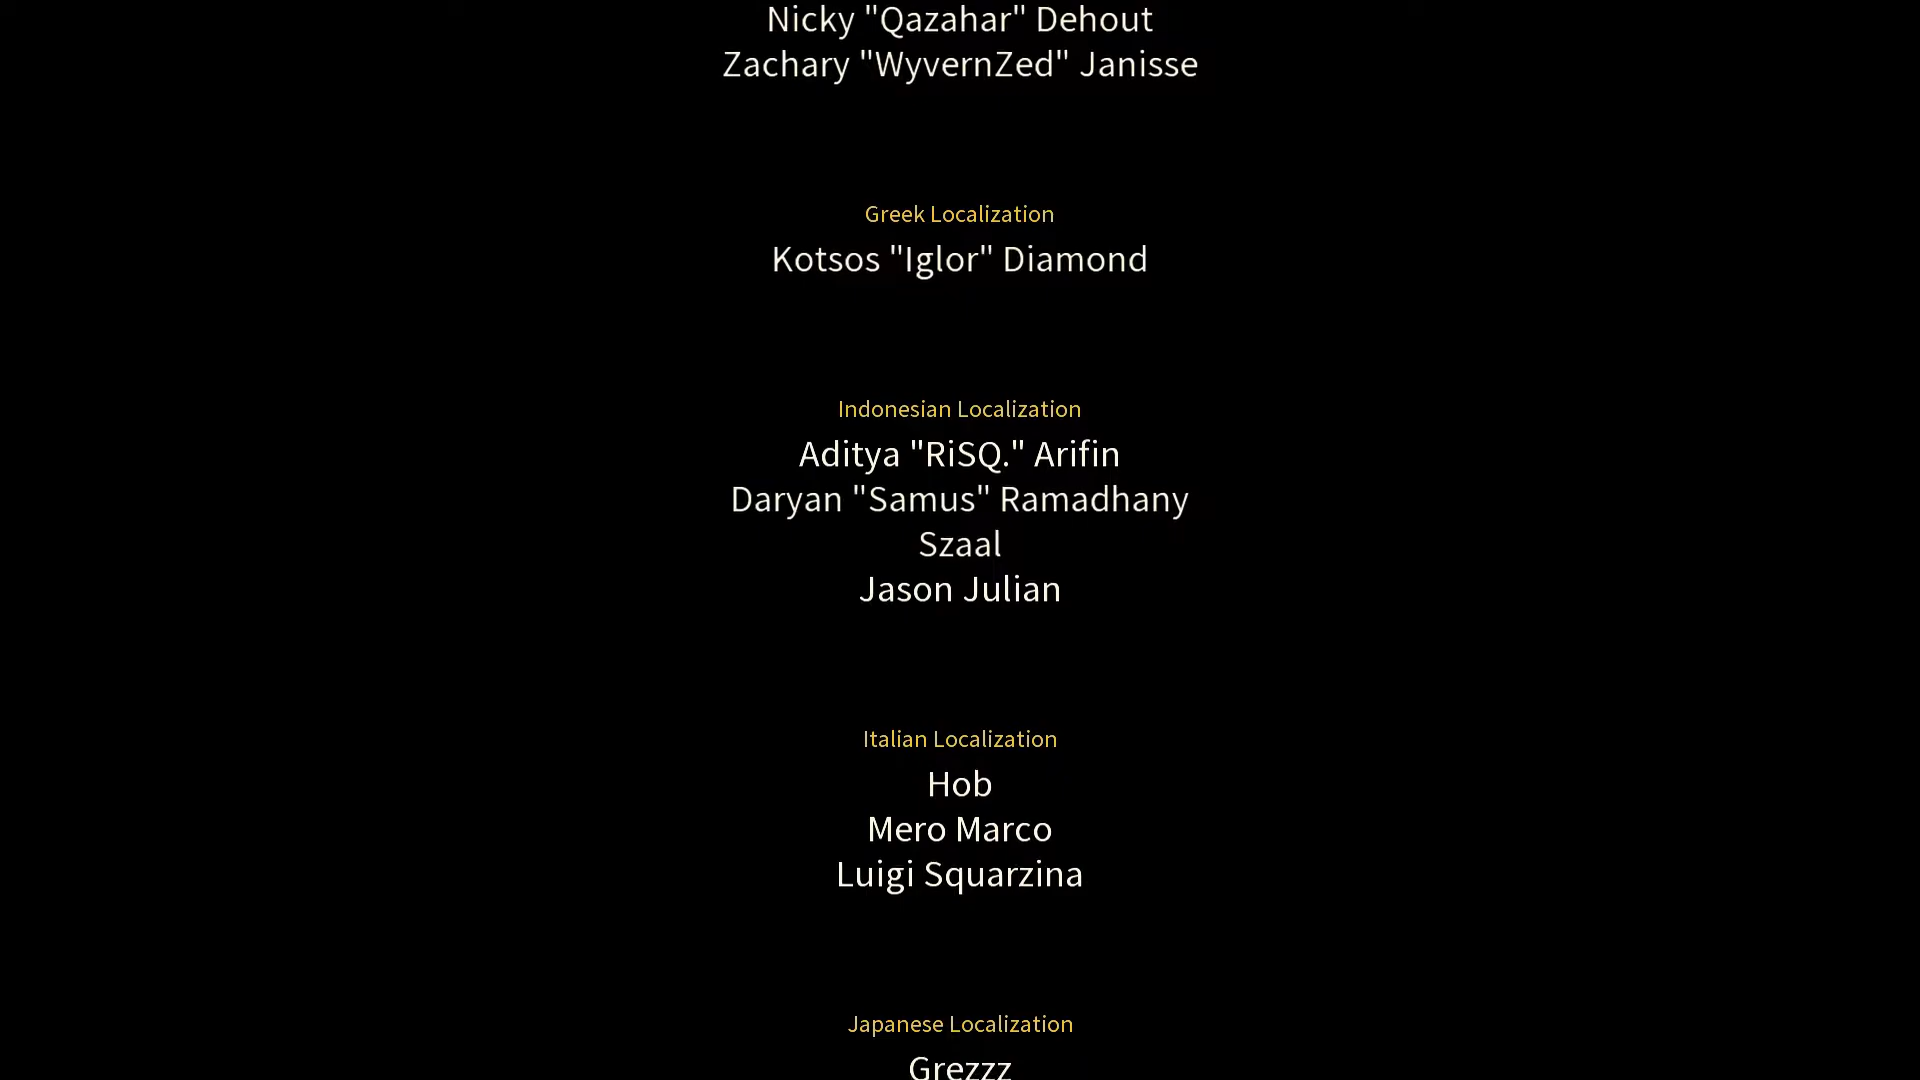 Nicky "Qazahar" Dehout
Zachary "WyvernZed" Janisse
Greek Localization
Kotsos "Iglor" Diamond
Indonesian Localization
Aditya "RiSQ." Arifin
Daryan "Samus" Ramadhany
Szaal
Jason Julian
Italian Localization
Hob
Mero Marco
Luigi Squarzina
Japanese Localization
Grezzz